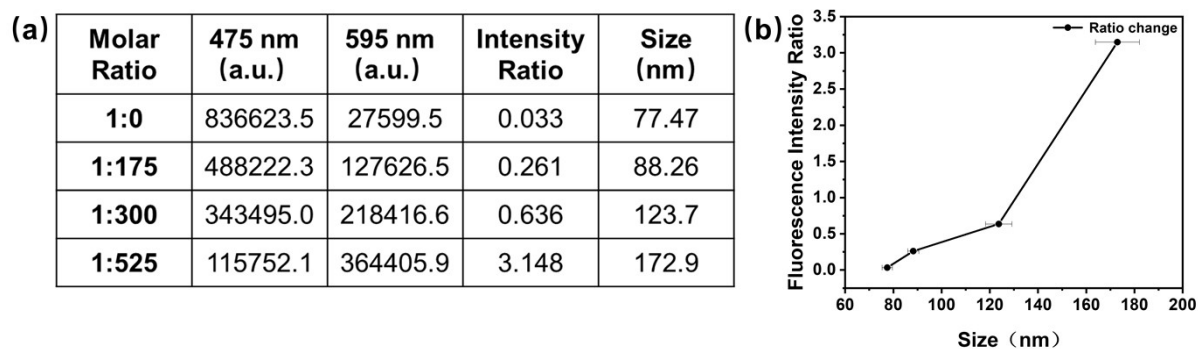 (a)
Molar Ratio 475 nm (a.u.) 595 nm (a.u.) Intensity Ratio Size (nm)
1:0 836623.5 27599.5 0.033 77.47
1:175 488222.3 127626.5 0.261 88.26
1:300 343495.0 218416.6 0.636 123.7
1:525 115752.1 364405.9 3.148 172.9
(b)
Fluorescence Intensity Ratio
3.5
3.0
2.5
2.0
1.5
1.0
0.5
0.0
Ratio change
60 80 100 120 140 160 180 200
Size（nm）